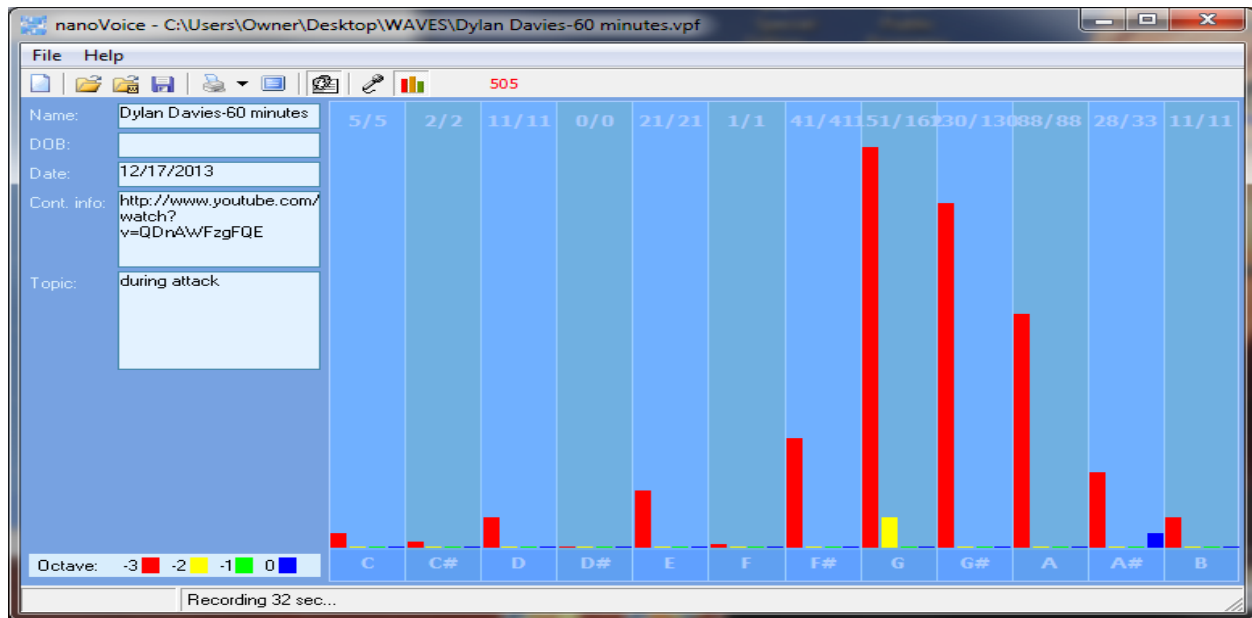 nanoVoice - C:\Users\Owner\Desktop\WAVES\Dylan Davies-60 minutes.vpf
File Help
505
Name: Dylan Davies-60 minutes
DOB:
Date: 12/17/2013
Cont. info: http://www.youtube.com/
watch?
v=QDnAWFzgFQE
Topic: during attack
5/5 2/2 11/11 0/0 21/21 1/1 41/41 151/162 130/130 88/88 28/33 11/11
C C# D D# E F F# G G# A A# B
Octave: -3 -2 -1 0
Recording 32 sec...